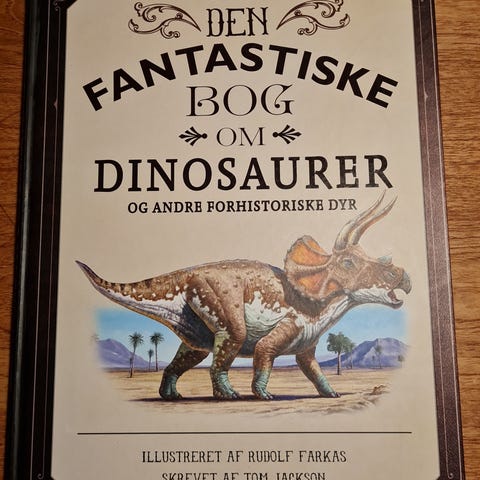 DEN
FANTASTISKE
BOG
OM
DINOSAURER
OG ANDRE FORHISTORISKE DYR
ILLUSTRERET AF RUDOLF FARKAS
SKREVET AF TOM JACKSON